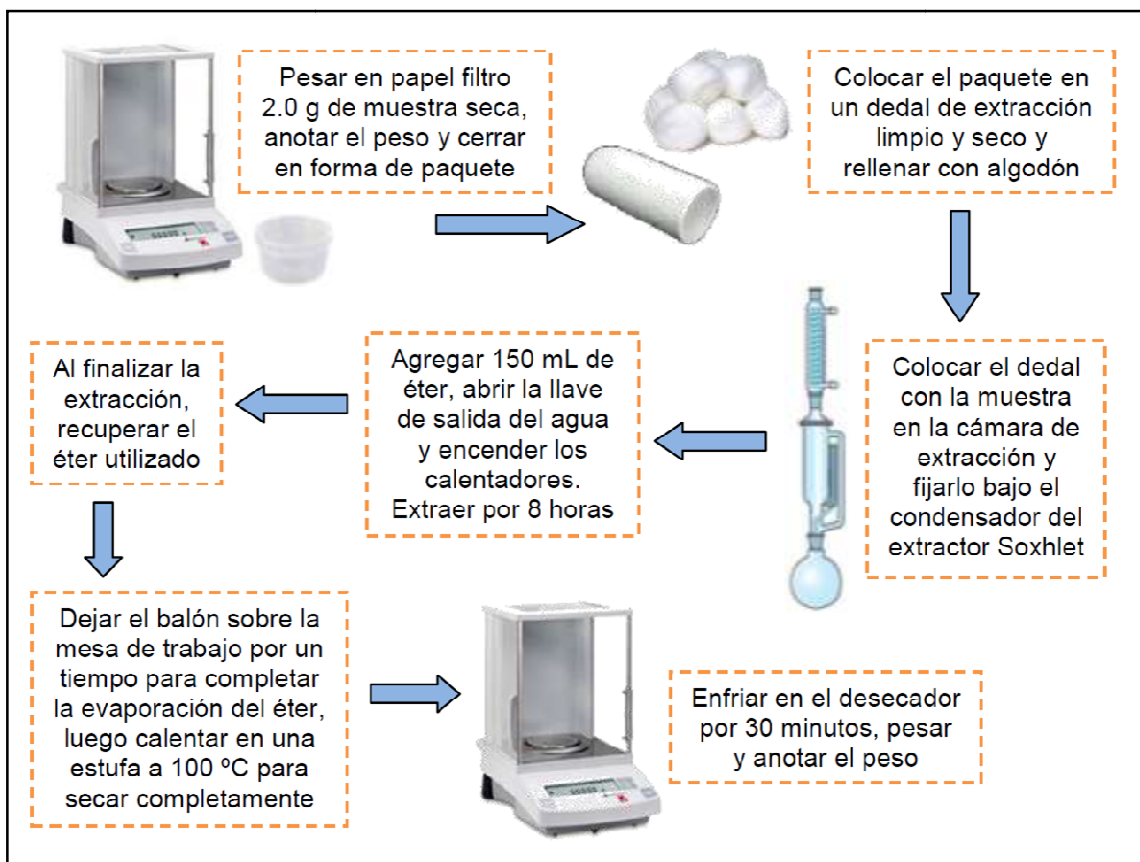 Pesar en papel filtro
2.0 g de muestra seca,
anotar el peso y cerrar
en forma de paquete
Colocar el paquete en
un dedal de extracción
limpio y seco y
rellenar con algodón
Colocar el dedal
con la muestra
en la cámara de
extracción y
fijarlo bajo el
condensador del
extractor Soxhlet
Agregar 150 mL de
éter, abrir la llave
de salida del agua
y encender los
calentadores.
Extraer por 8 horas
Al finalizar la
extracción,
recuperar el
éter utilizado
Dejar el balón sobre la
mesa de trabajo por un
tiempo para completar
la evaporación del éter,
luego calentar en una
estufa a 100 ºC para
secar completamente
Enfriar en el desecador
por 30 minutos, pesar
y anotar el peso